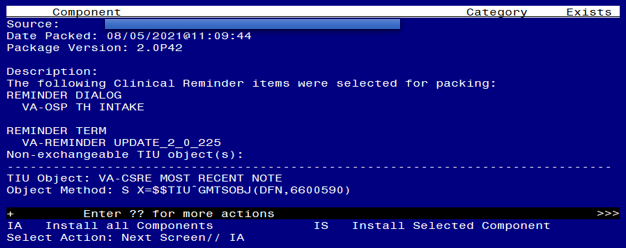 Component Category Exists
Source:
Date Packed: 08/05/2021@11:09:44
Package Version: 2.0P42
Description:
The following Clinical Reminder items were selected for packing:
REMINDER DIALOG
VA-OSP TH INTAKE
REMINDER TERM
VA-REMINDER UPDATE_2_0_225
Non-exchangeable TIU object(s):
--------------------------------------------------------------------------------
TIU Object: VA-CSRE MOST RECENT NOTE
Object Method: S X=$$TIU^GMTSOBJ(DFN,6600590)
+ Enter ?? for more actions >>>
IA Install all Components IS Install Selected Component
Select Action: Next Screen// IA